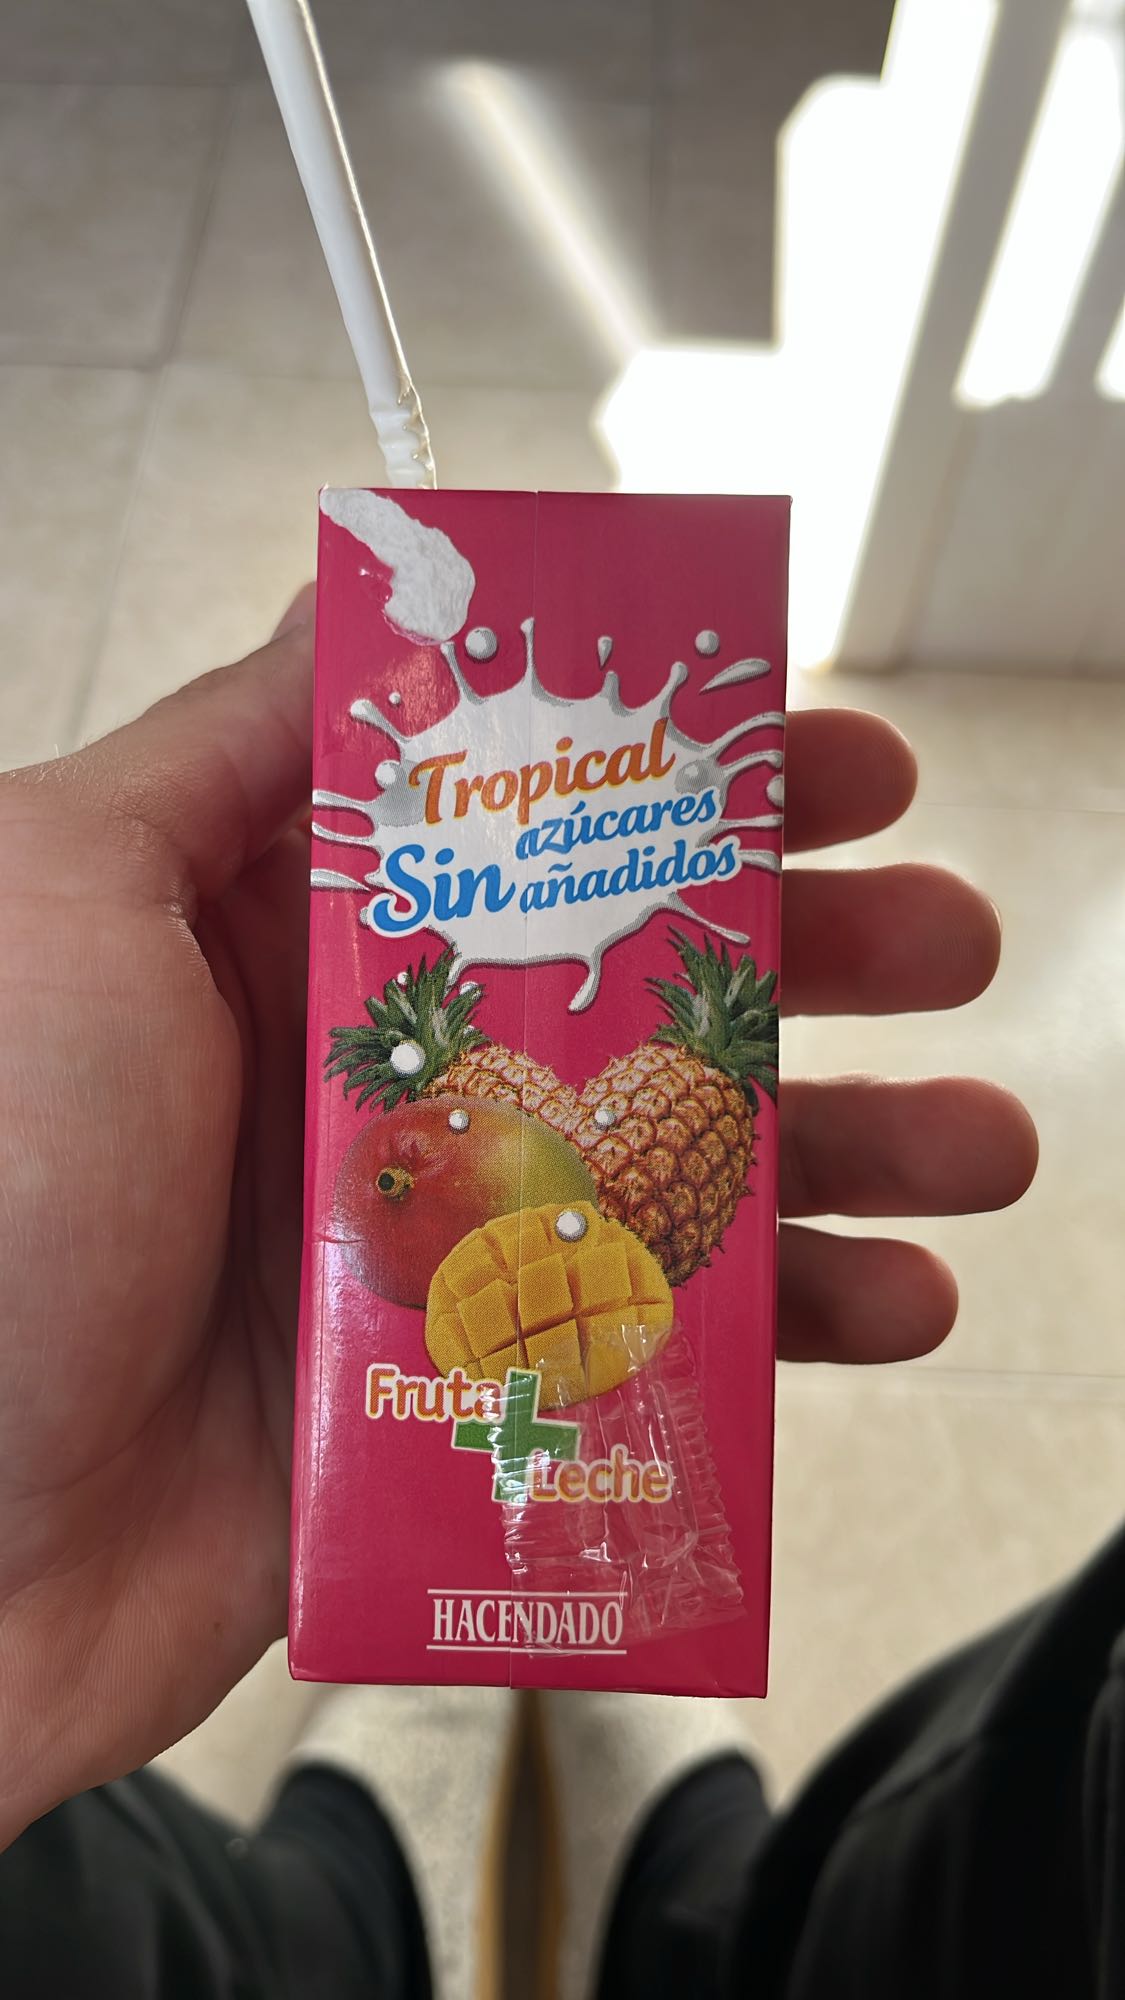 Tropical
Sin azúcares
añadidos
Fruta
Leche
HACENDADO